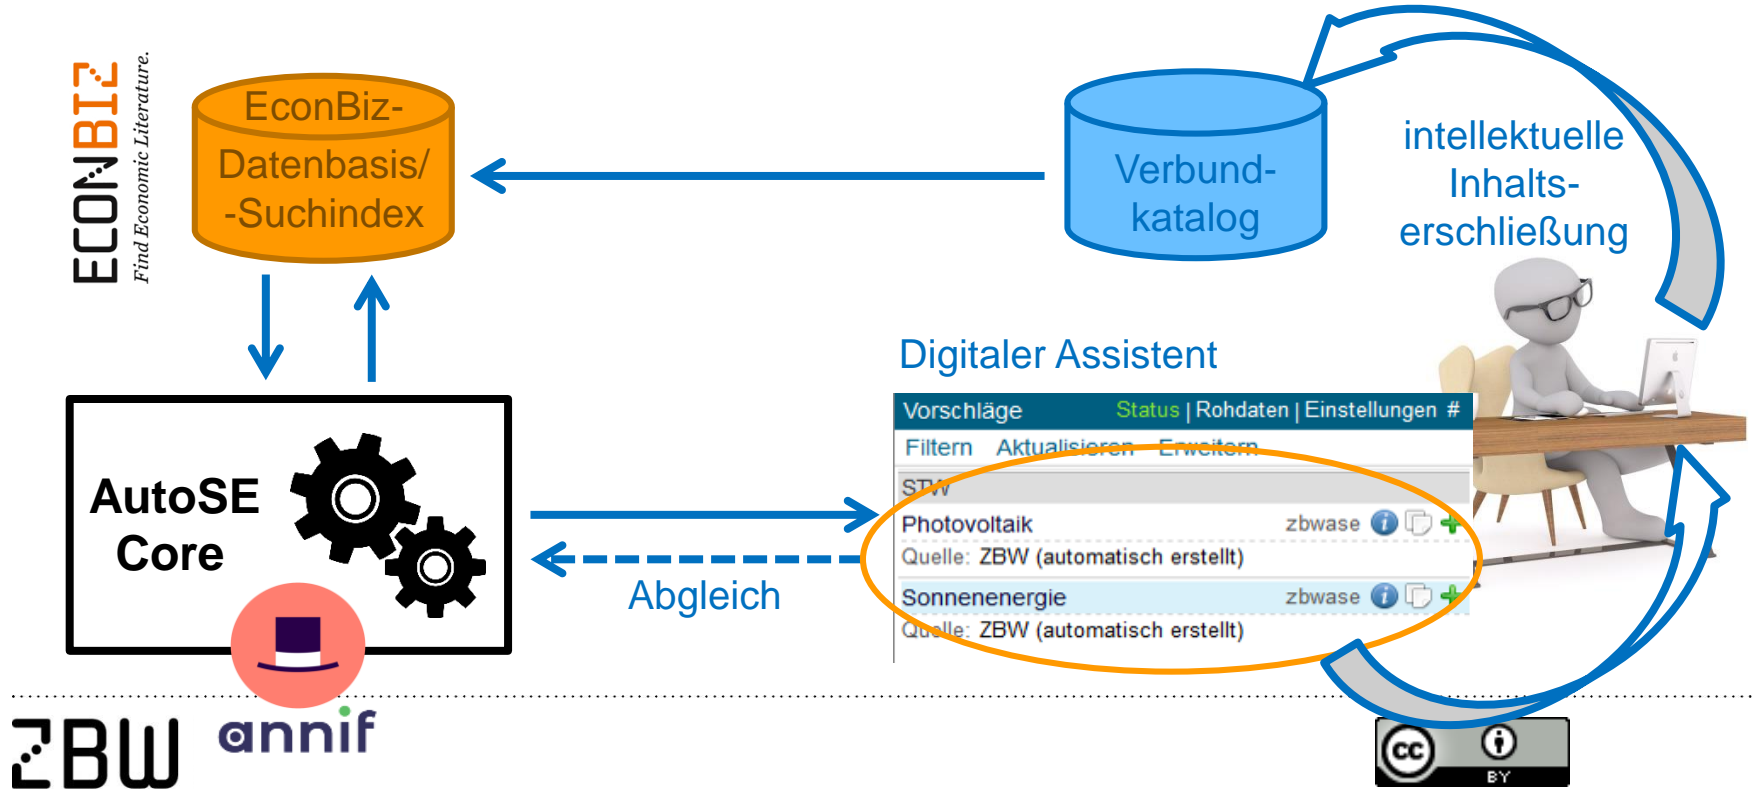 ECONBIZ
Find Economic Literature.
EconBiz-
Datenbasis/
-Suchindex
Verbund-
katalog
intellektuelle
Inhalts-
erschließung
Digitaler Assistent
Vorschläge Status | Rohdaten | Einstellungen #
Filtern Aktualisieren Erweitern
STW
Photovoltaik zbwase
Quelle: ZBW (automatisch erstellt)
Sonnenenergie zbwase
Quelle: ZBW (automatisch erstellt)
AutoSE
Core
Abgleich
annif
ZBW
cc
BY